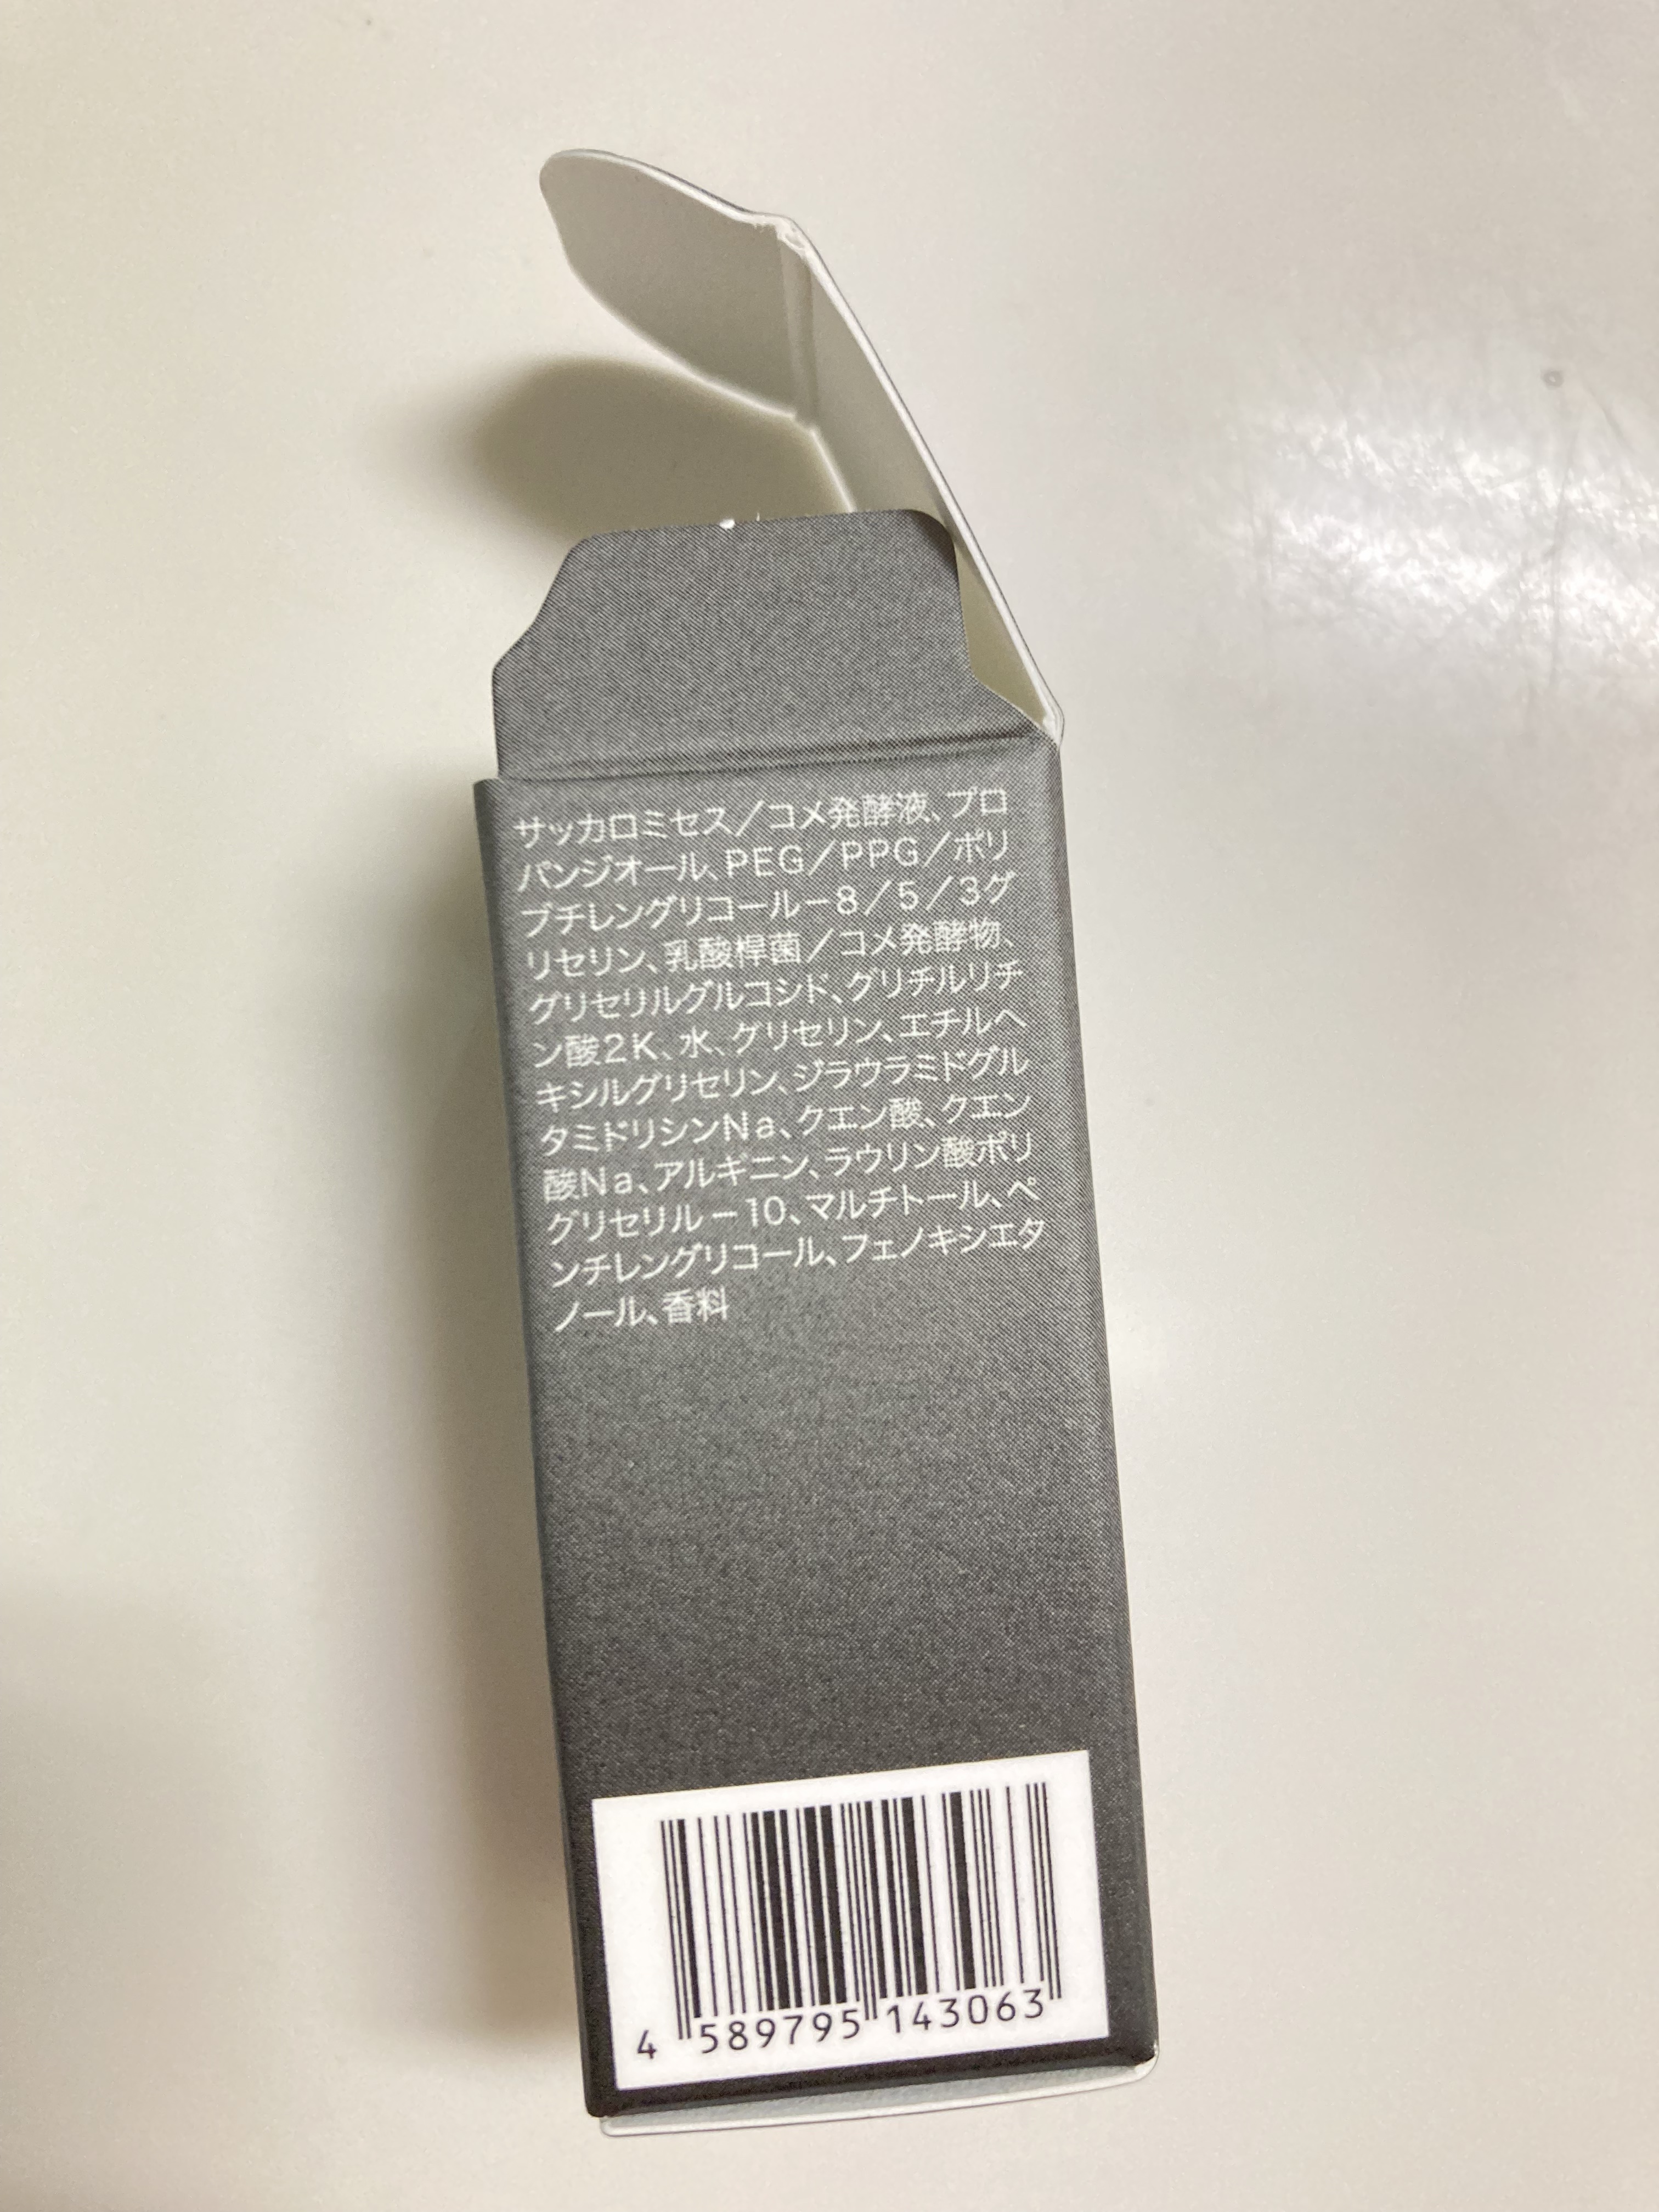 サッカロミセス／コメ発酵液、プロ
パンジオール、PEG／PPG／ポリ
ブチレングリコールー8／5／3グ
リセリン、乳酸桿菌／コメ発酵物、
グリセリルグルコシド、グリチルリチ
ン酸2K、水、グリセリン、エチルヘ
キシルグリセリン、ジラウラミドグル
タミドリシンNa、クエン酸、クエン
酸Na、アルギニン、ラウリン酸ポリ
グリセリルー10、マルチトール、ペ
ンチレングリコール、フェノキシエタ
ノール、香料
4 589795 143063